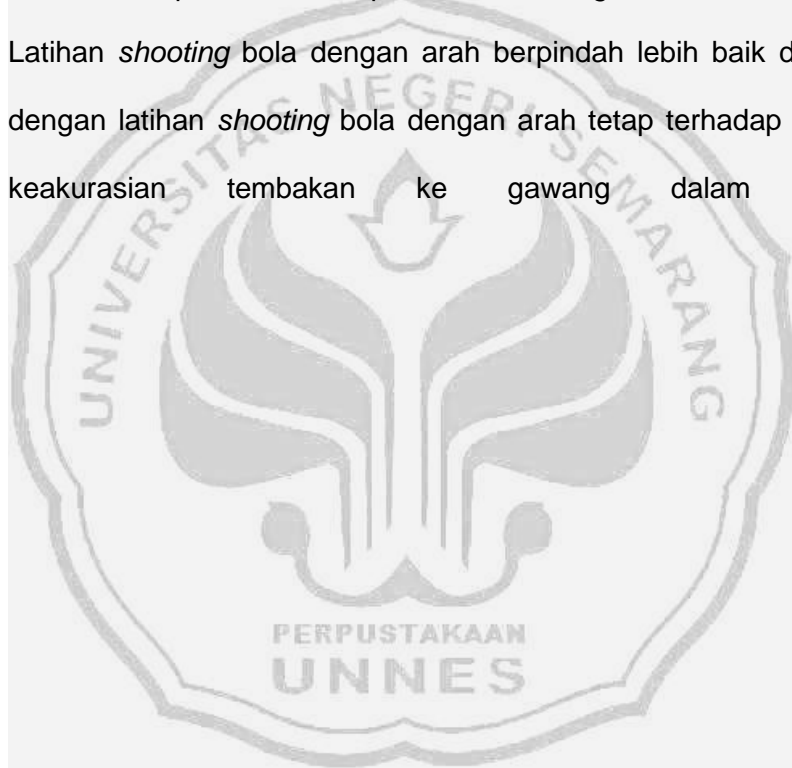 Latihan shooting bola dengan arah berpindah lebih baik
dengan latihan shooting bola dengan arah tetap terhadap
keakurasian tembakan ke gawang dalam
UNIVERSITAS NEGERI SEMARANG
PERPUSTAKAAN
UNNES